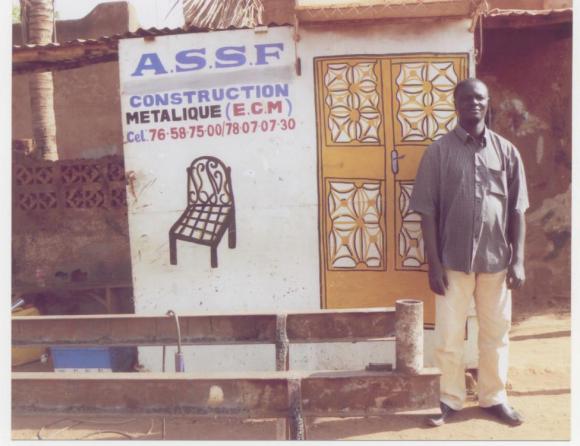 A.S.S.F
CONSTRUCTION
METALIQUE (E.C.M)
Cel. 76-58-75-00/78-07-07-30